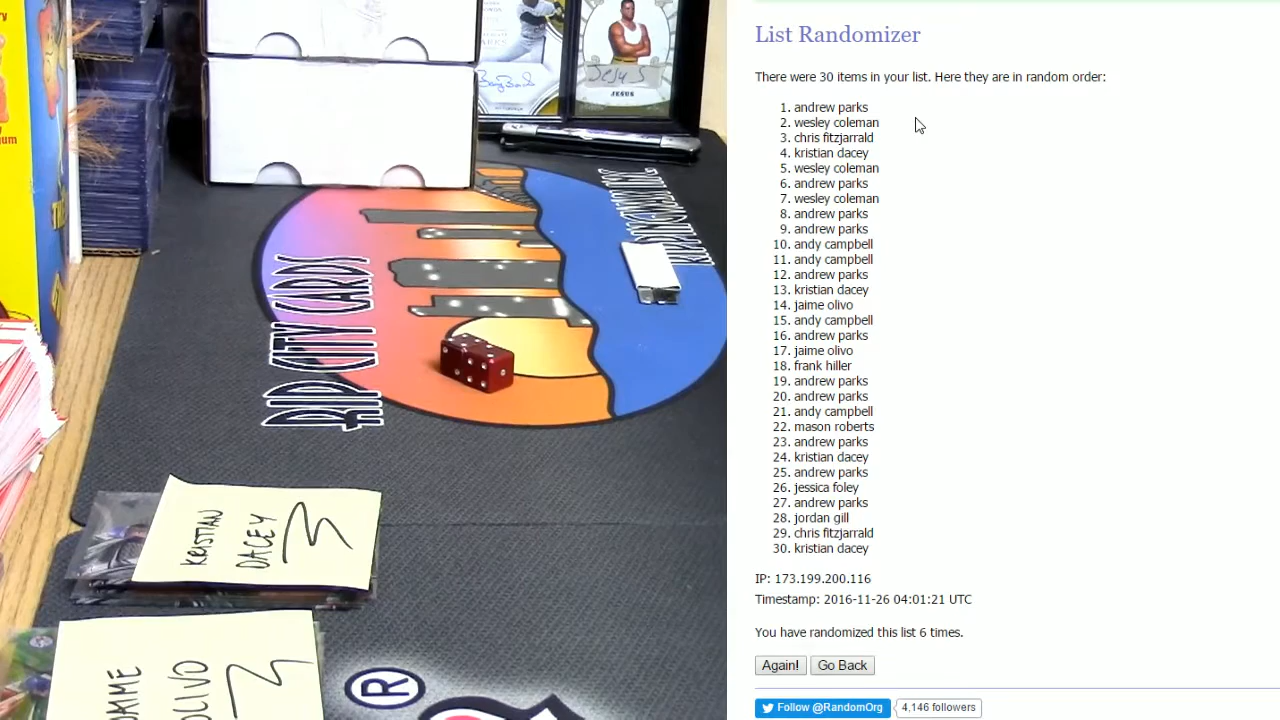 JESUS
RIP CITY CARDS
KRISTIAN
DACEY
3
OLIVO
3
®
List Randomizer
There were 30 items in your list. Here they are in random order:
1. andrew parks
2. wesley coleman
3. chris fitzjarrald
4. kristian dacey
5. wesley coleman
6. andrew parks
7. wesley coleman
8. andrew parks
9. andrew parks
10. andy campbell
11. andy campbell
12. andrew parks
13. kristian dacey
14. jaime olivo
15. andy campbell
16. andrew parks
17. jaime olivo
18. frank hiller
19. andrew parks
20. andrew parks
21. andy campbell
22. mason roberts
23. andrew parks
24. kristian dacey
25. andrew parks
26. jessica foley
27. andrew parks
28. jordan gill
29. chris fitzjarrald
30. kristian dacey
IP: 173.199.200.116
Timestamp: 2016-11-26 04:01:21 UTC
You have randomized this list 6 times.
Again!
Go Back
Follow @RandomOrg
4,146 followers